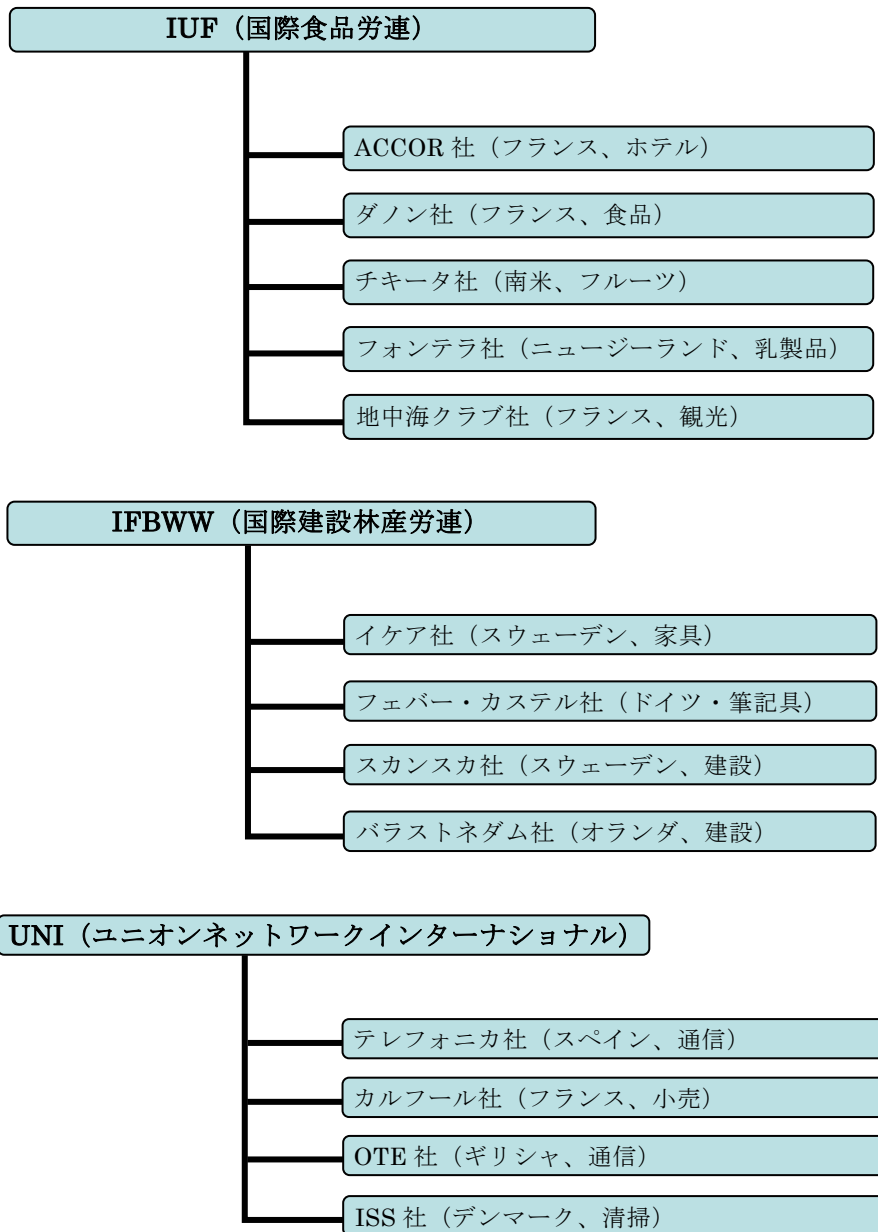 IUF（国際食品労連）
ACCOR 社（フランス、ホテル）
ダノン社（フランス、食品）
チキータ社（南米、フルーツ）
フォンテラ社（ニュージーランド、乳製品）
地中海クラブ社（フランス、観光）
IFBWW（国際建設林産労連）
イケア社（スウェーデン、家具）
フェバー・カステル社（ドイツ・筆記具）
スカンスカ社（スウェーデン、建設）
バラストネダム社（オランダ、建設）
UNI（ユニオンネットワークインターナショナル）
テレフォニカ社（スペイン、通信）
カルフール社（フランス、小売）
OTE 社（ギリシャ、通信）
ISS 社（デンマーク、清掃）